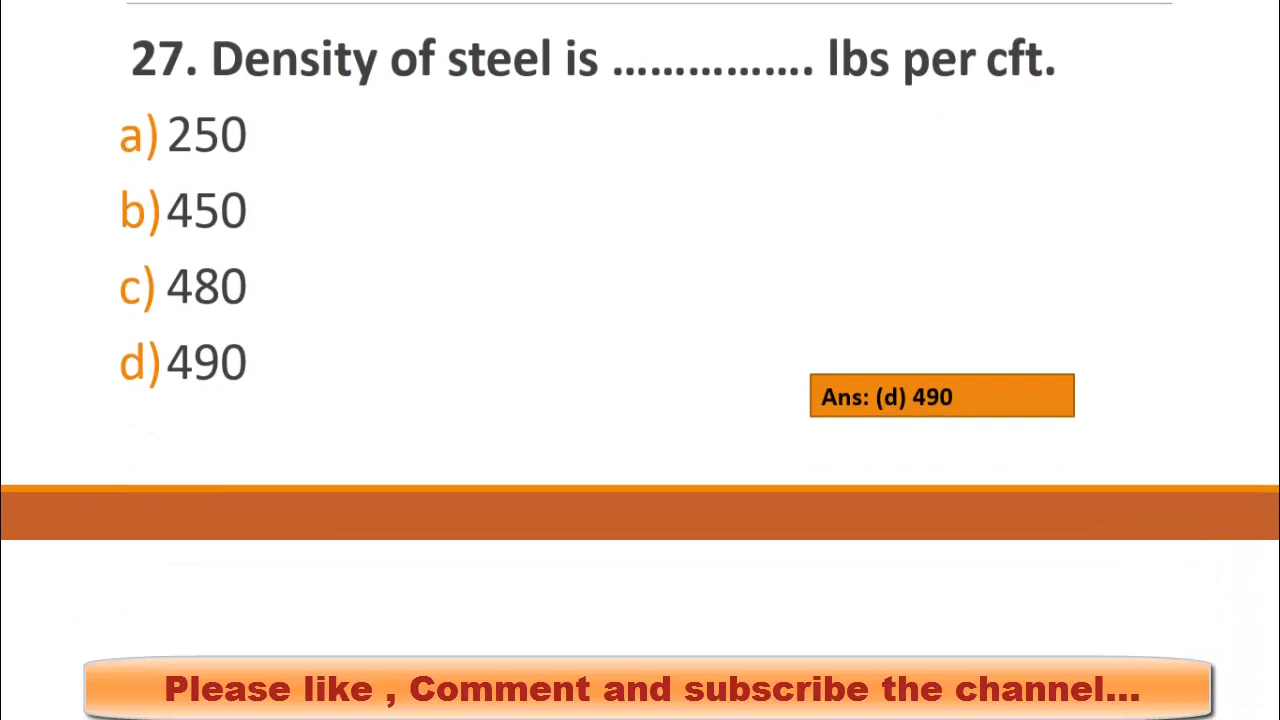 27. Density of steel is ................ lbs per cft.
a) 250
b) 450
c) 480
d) 490
Ans: (d) 490
Please like , Comment and subscribe the channel...